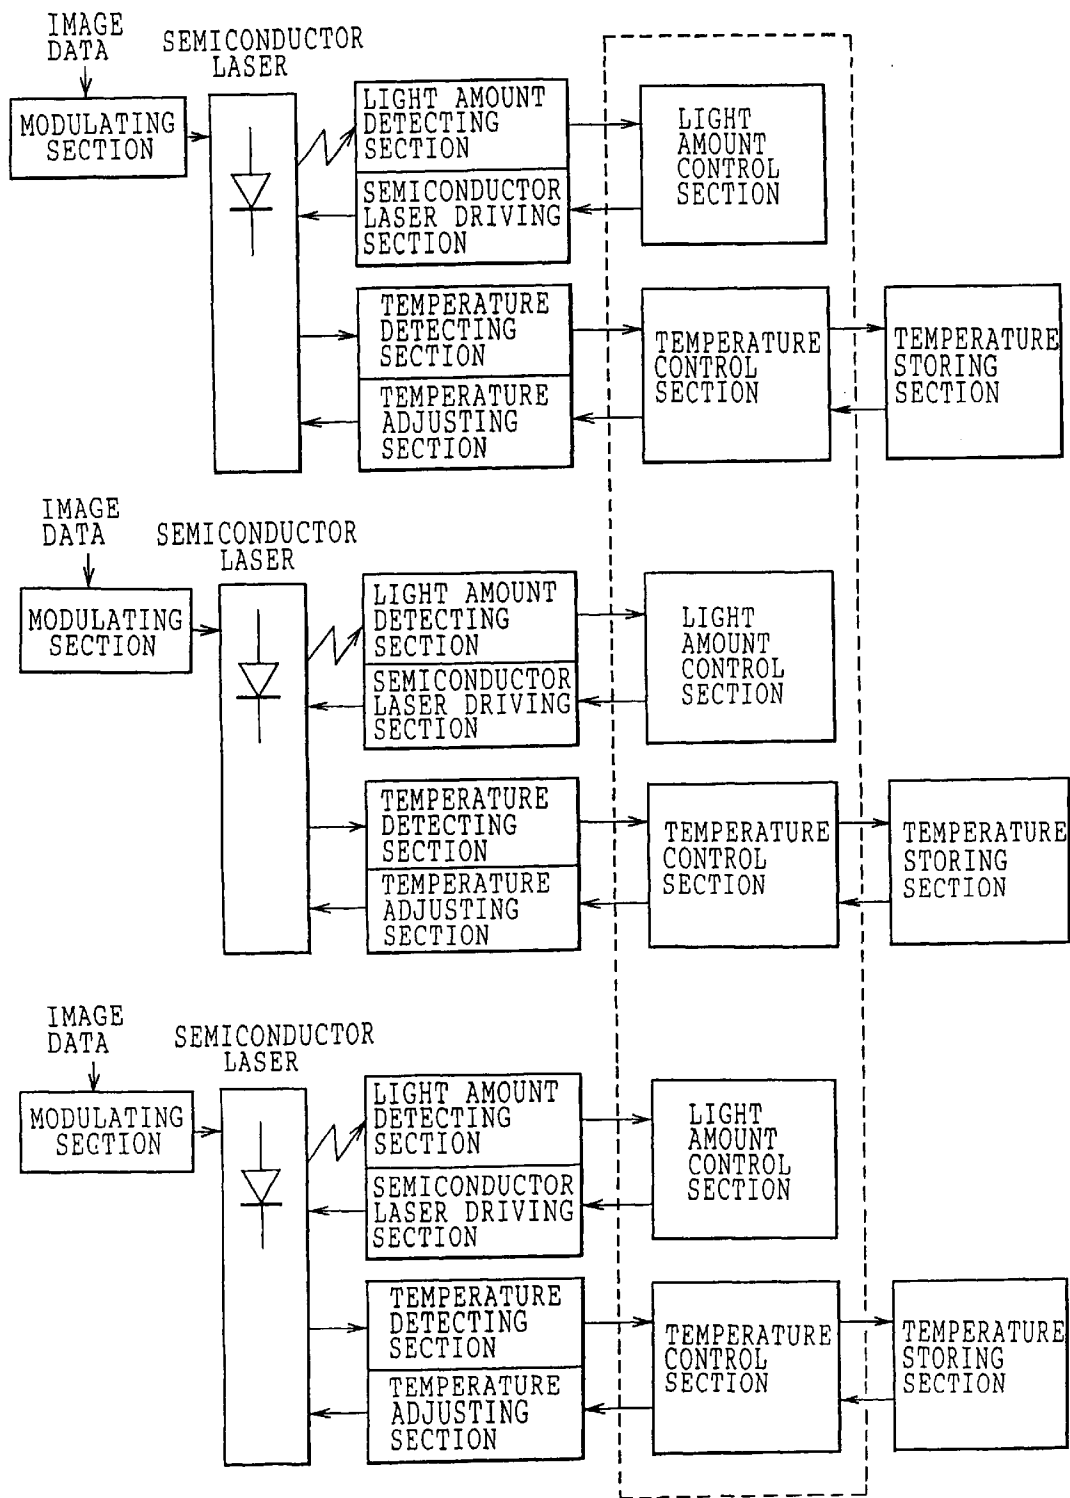 IMAGE
DATA
SEMICONDUCTOR
LASER
MODULATING
SECTION
LIGHT AMOUNT
DETECTING
SECTION
SEMICONDUCTOR
LASER DRIVING
SECTION
LIGHT
AMOUNT
CONTROL
SECTION
TEMPERATURE
DETECTING
SECTION
TEMPERATURE
ADJUSTING
SECTION
TEMPERATURE
CONTROL
SECTION
TEMPERATURE
STORING
SECTION
IMAGE
DATA
SEMICONDUCTOR
LASER
MODULATING
SECTION
LIGHT AMOUNT
DETECTING
SECTION
SEMICONDUCTOR
LASER DRIVING
SECTION
LIGHT
AMOUNT
CONTROL
SECTION
TEMPERATURE
DETECTING
SECTION
TEMPERATURE
ADJUSTING
SECTION
TEMPERATURE
CONTROL
SECTION
TEMPERATURE
STORING
SECTION
IMAGE
DATA
SEMICONDUCTOR
LASER
MODULATING
SECTION
LIGHT AMOUNT
DETECTING
SECTION
SEMICONDUCTOR
LASER DRIVING
SECTION
LIGHT
AMOUNT
CONTROL
SECTION
TEMPERATURE
DETECTING
SECTION
TEMPERATURE
ADJUSTING
SECTION
TEMPERATURE
CONTROL
SECTION
TEMPERATURE
STORING
SECTION